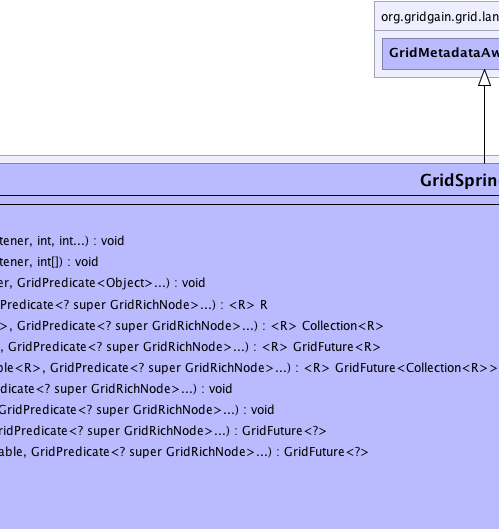 org.gridgain.grid.lan
GridMetadataAw
GridSprin
tener, int, int...) : void
tener, int[]) : void
er, GridPredicate<Object>...) : void
Predicate<? super GridRichNode>...) : <R> R
>, GridPredicate<? super GridRichNode>...) : <R> Collection<R>
, GridPredicate<? super GridRichNode>...) : <R> GridFuture<R>
ble<R>, GridPredicate<? super GridRichNode>...) : <R> GridFuture<Collection<R>>
edicate<? super GridRichNode>...) : void
GridPredicate<? super GridRichNode>...) : void
ridPredicate<? super GridRichNode>...) : GridFuture<?>
able, GridPredicate<? super GridRichNode>...) : GridFuture<?>